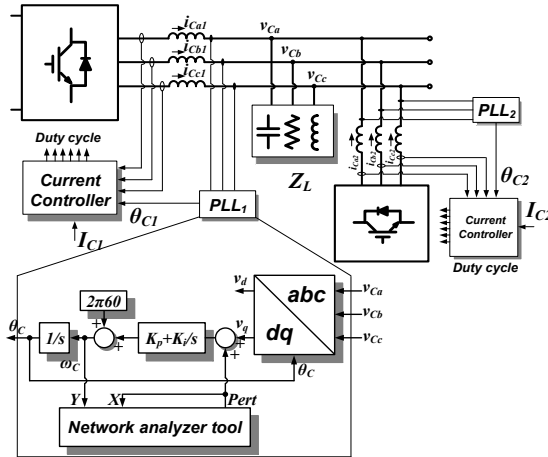 i_Ca1
v_Ca
i_Cb1
v_Cb
i_Cc1
v_Cc
Duty cycle
Current
Controller
θ_C1
I_C1
PLL_1
Z_L
i_Ca2
i_Cb2
i_Cc2
PLL_2
θ_C2
I_C2
Current
Controller
Duty cycle
2π60
v_d
abc
dq
v_Ca
v_Cb
v_Cc
θ_C
1/s
+
+
K_p+K_i/s
+
+
v_q
ω_C
θ_C
Y
X
Pert
Network analyzer tool